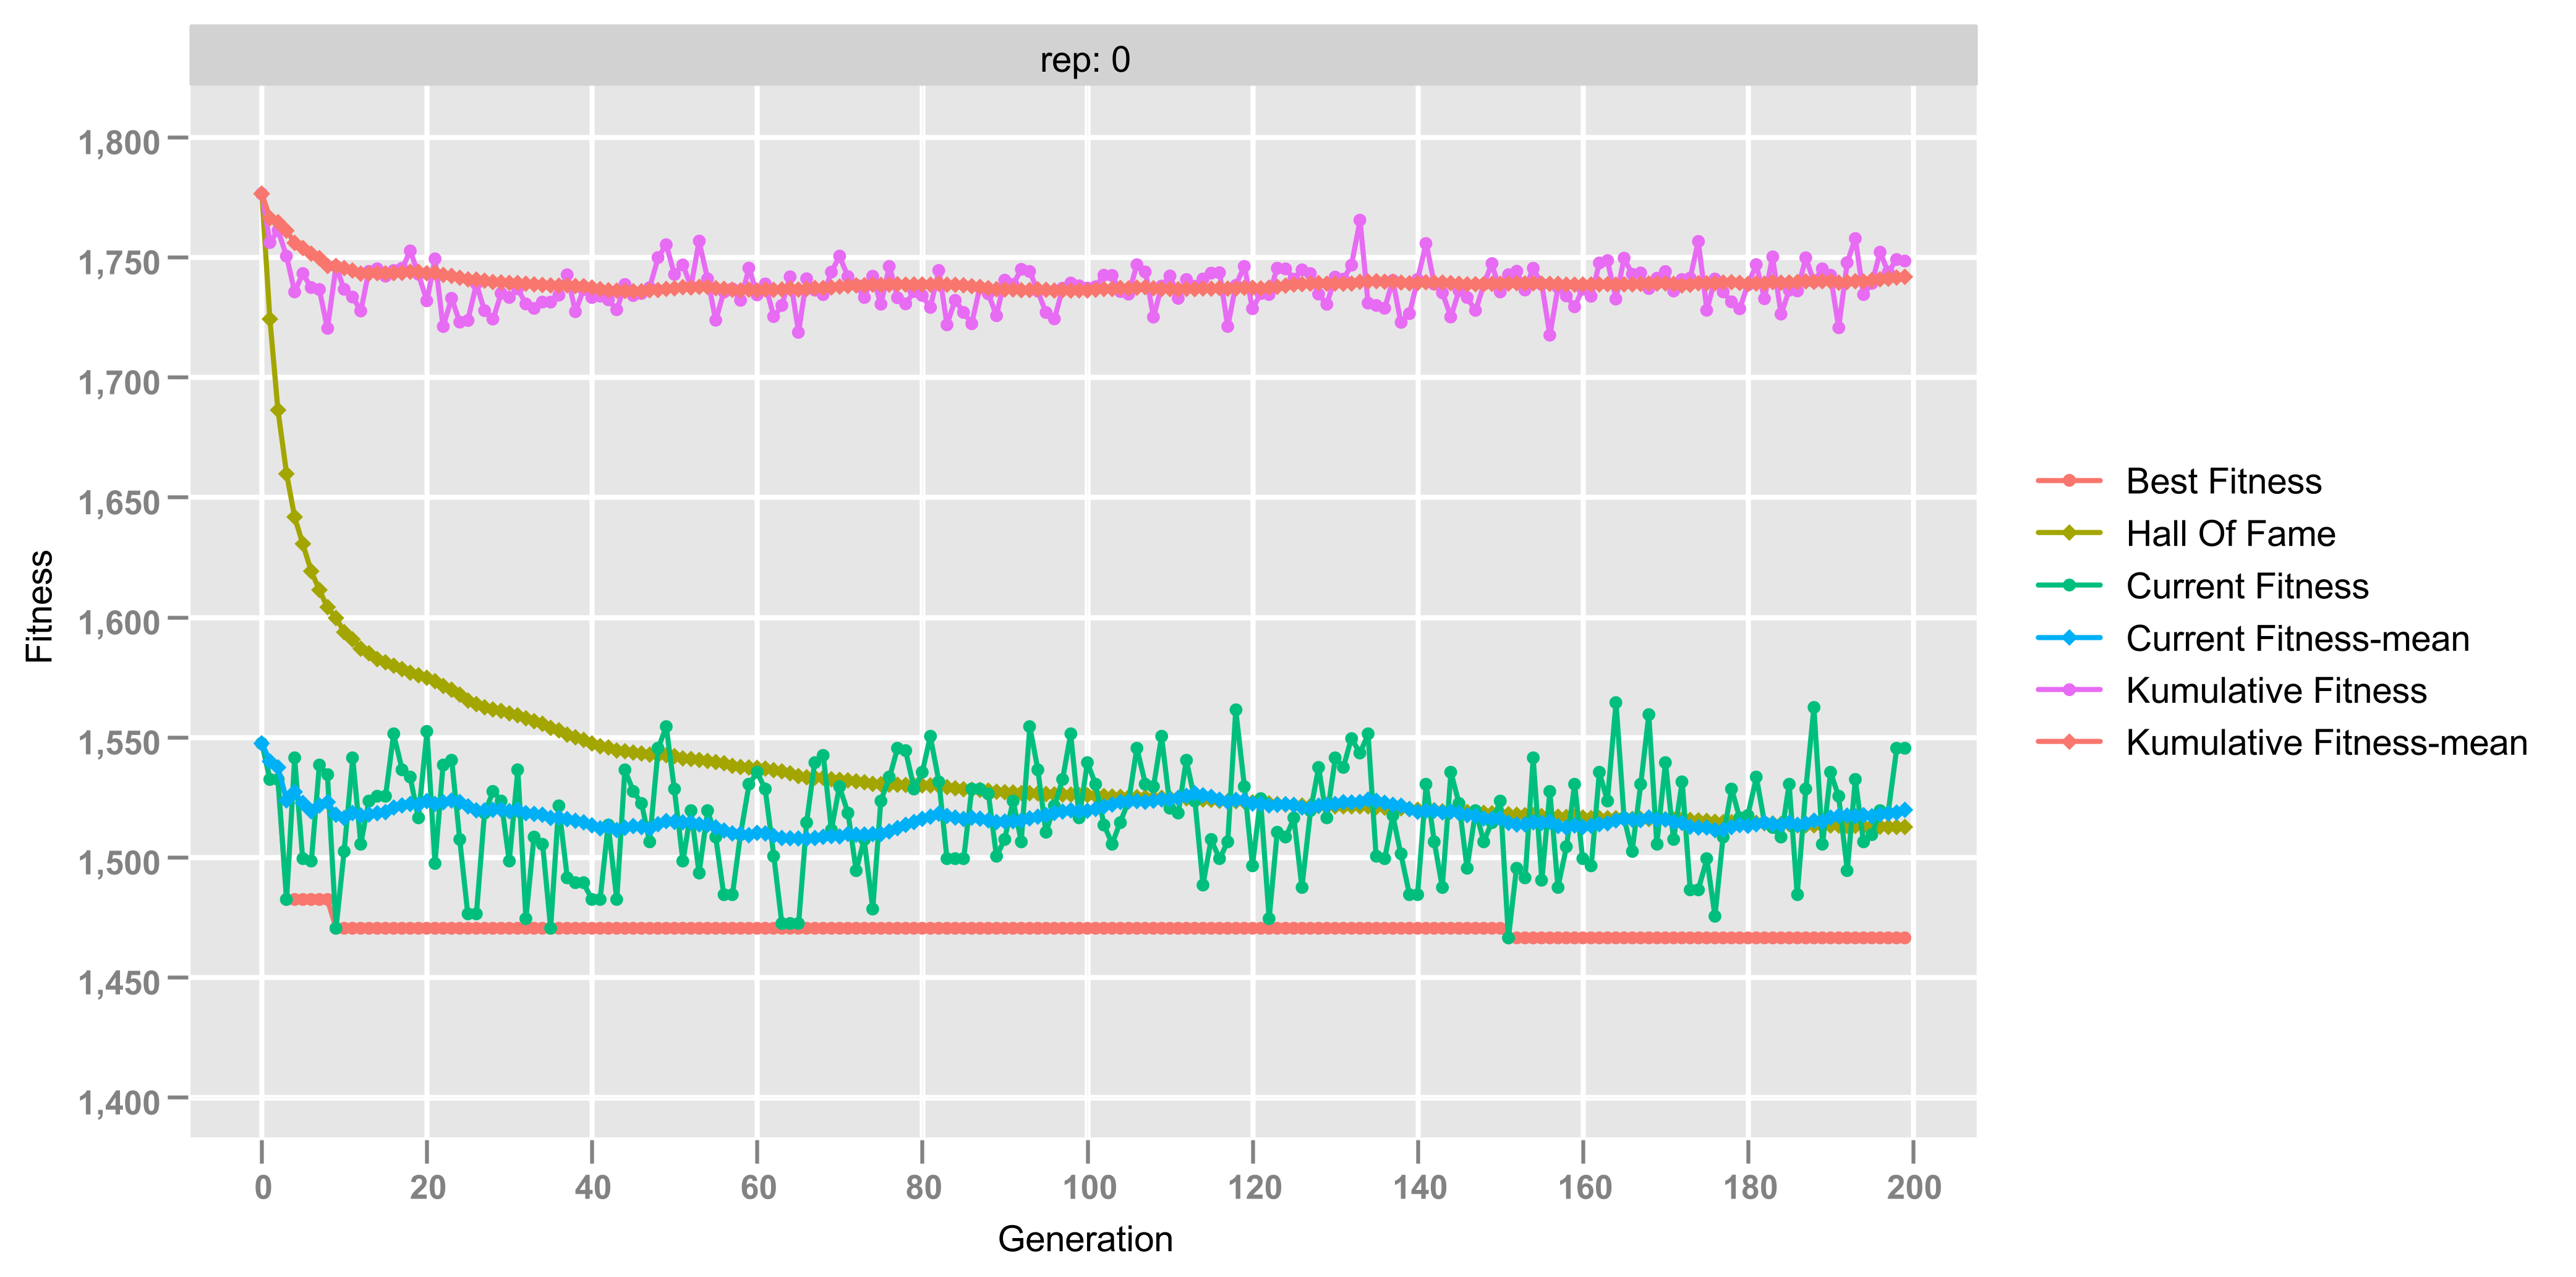 rep: 0
1,800
1,750
1,700
1,650
1,600
1,550
1,500
1,450
1,400
Fitness
0 20 40 60 80 100 120 140 160 180 200
Generation
Best Fitness
Hall Of Fame
Current Fitness
Current Fitness-mean
Kumulative Fitness
Kumulative Fitness-mean